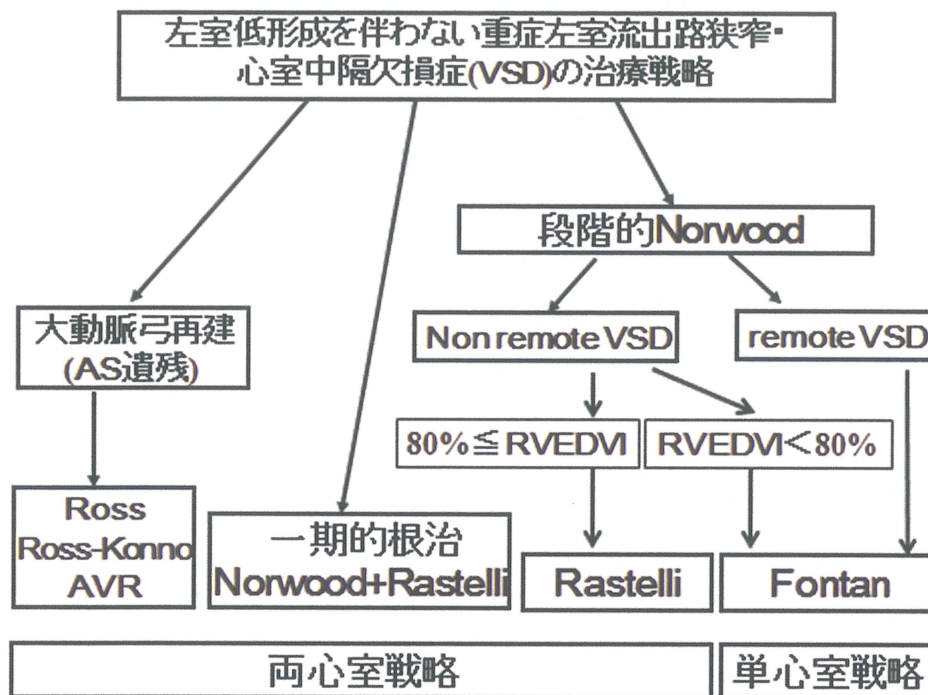 左室低形成を伴わない重症左室流出路狭窄・
心室中隔欠損症(VSD)の治療戦略
段階的Norwood
大動脈弓再建
(AS遺残)
Non remote VSD
remote VSD
80%≦RVEDVI
RVEDVI<80%
Ross
Ross-Konno
AVR
一期的根治
Norwood+Rastelli
Rastelli
Fontan
両心室戦略
単心室戦略